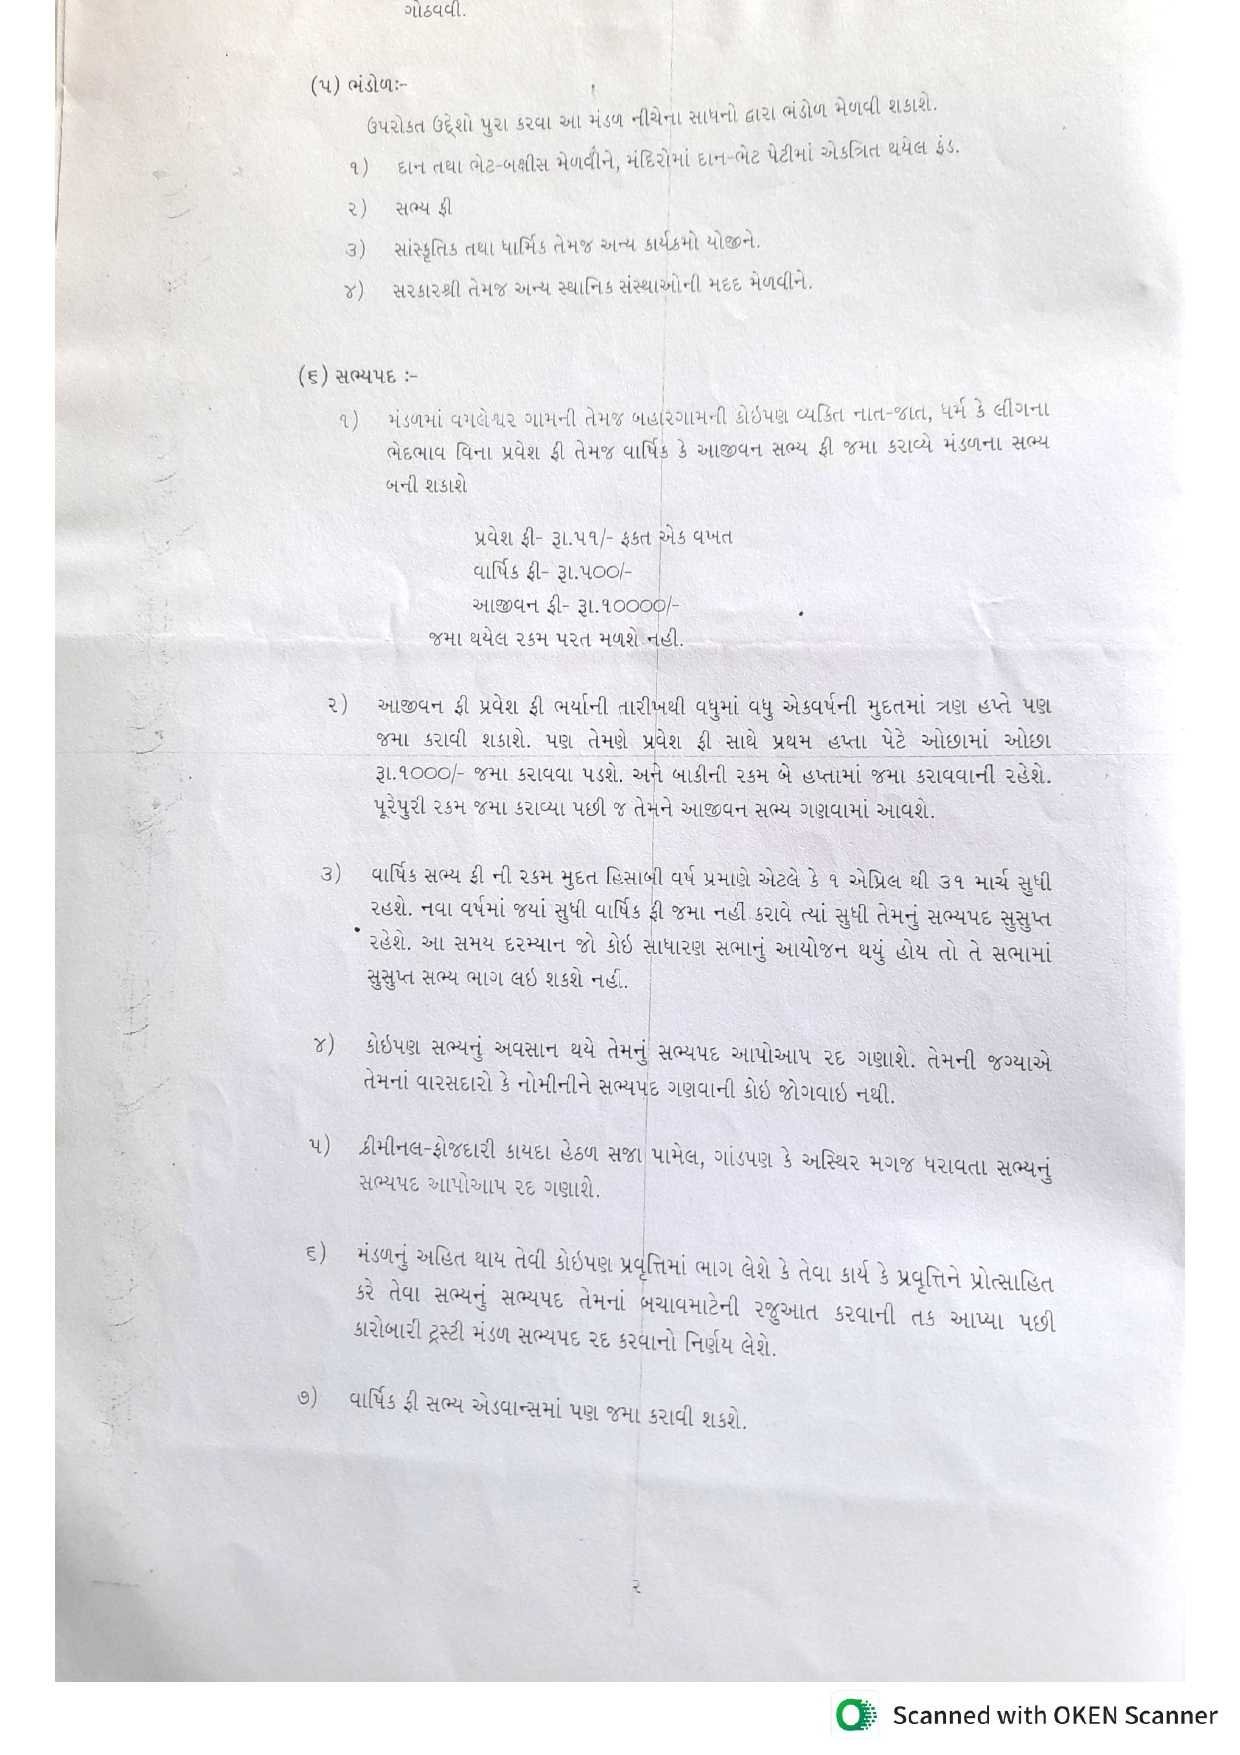 ગોઠવવી.
(૫) ભંડોળઃ-
ઉપરોકત ઉદ્દેશો પુરા કરવા આ મંડળ નીચેના સાધનો દ્વારા ભંડોળ મેળવી શકાશે.
૧) દાન તથા ભેટ-બક્ષીસ મેળવીને, મંદિરોમાં દાન-ભેટ પેટીમાં એકત્રિત થયેલ ફંડ.
૨) સભ્ય ફી
૩) સાંસ્કૃતિક તથા ધાર્મિક તેમજ અન્ય કાર્યક્રમો યોજીને.
૪) સરકારશ્રી તેમજ અન્ય સ્થાનિક સંસ્થાઓની મદદ મેળવીને.
(૬) સભ્યપદ :-
૧) મંડળમાં વમલેશ્વર ગામની તેમજ બહારગામની કોઇપણ વ્યકિત નાત-જાત, ધર્મ કે લીગના
ભેદભાવ વિના પ્રવેશ ફી તેમજ વાર્ષિક કે આજીવન સભ્ય ફી જમા કરાવ્યે મંડળના સભ્ય
બની શકાશે
પ્રવેશ ફી- રૂા.૫૧/- ફકત એક વખત
વાર્ષિક ફી- રૂા.૫૦૦/-
આજીવન ફી- રૂા.૧૦૦૦૦/-
જમા થયેલ રકમ પરત મળશે નહી.
૨) આજીવન ફી પ્રવેશ ફી ભર્યાની તારીખથી વધુમાં વધુ એકવર્ષની મુદતમાં ત્રણ હપ્તે પણ
જમા કરાવી શકાશે. પણ તેમણે પ્રવેશ ફી સાથે પ્રથમ હપ્તા પેટે ઓછામાં ઓછા
રૂા.૧૦૦૦/- જમા કરાવવા પડશે. અને બાકીની રકમ બે હપ્તામાં જમા કરાવવાની રહેશે.
પૂરેપુરી રકમ જમા કરાવ્યા પછી જ તેમને આજીવન સભ્ય ગણવામાં આવશે.
૩) વાર્ષિક સભ્ય ફી ની રકમ મુદત હિસાબી વર્ષ પ્રમાણે એટલે કે ૧ એપ્રિલ થી ૩૧ માર્ચ સુધી
રહશે. નવા વર્ષમાં જયાં સુધી વાર્ષિક ફી જમા નહીં કરાવે ત્યાં સુધી તેમનું સભ્યપદ સુસુપ્ત
રહેશે. આ સમય દરમ્યાન જો કોઇ સાધારણ સભાનું આયોજન થયું હોય તો તે સભામાં
સુસુપ્ત સભ્ય ભાગ લઇ શકશે નહીં.
૪) કોઇપણ સભ્યનું અવસાન થયે તેમનું સભ્યપદ આપોઆપ રદ ગણાશે. તેમની જગ્યાએ
તેમનાં વારસદારો કે નોમીનીને સભ્યપદ ગણવાની કોઇ જોગવાઇ નથી.
૫) ક્રીમીનલ-ફોજદારી કાયદા હેઠળ સજા પામેલ, ગાંડપણ કે અસ્થિર મગજ ધરાવતા સભ્યનું
સભ્યપદ આપોઆપ રદ ગણાશે.
૬) મંડળનું અહિત થાય તેવી કોઇપણ પ્રવૃત્તિમાં ભાગ લેશે કે તેવા કાર્ય કે પ્રવૃત્તિને પ્રોત્સાહિત
કરે તેવા સભ્યનું સભ્યપદ તેમનાં બચાવમાટેની રજુઆત કરવાની તક આપ્યા પછી
કારોબારી ટ્રસ્ટી મંડળ સભ્યપદ રદ કરવાનો નિર્ણય લેશે.
૭) વાર્ષિક ફી સભ્ય એડવાન્સમાં પણ જમા કરાવી શકશે.
૨
Scanned with OKEN Scanner